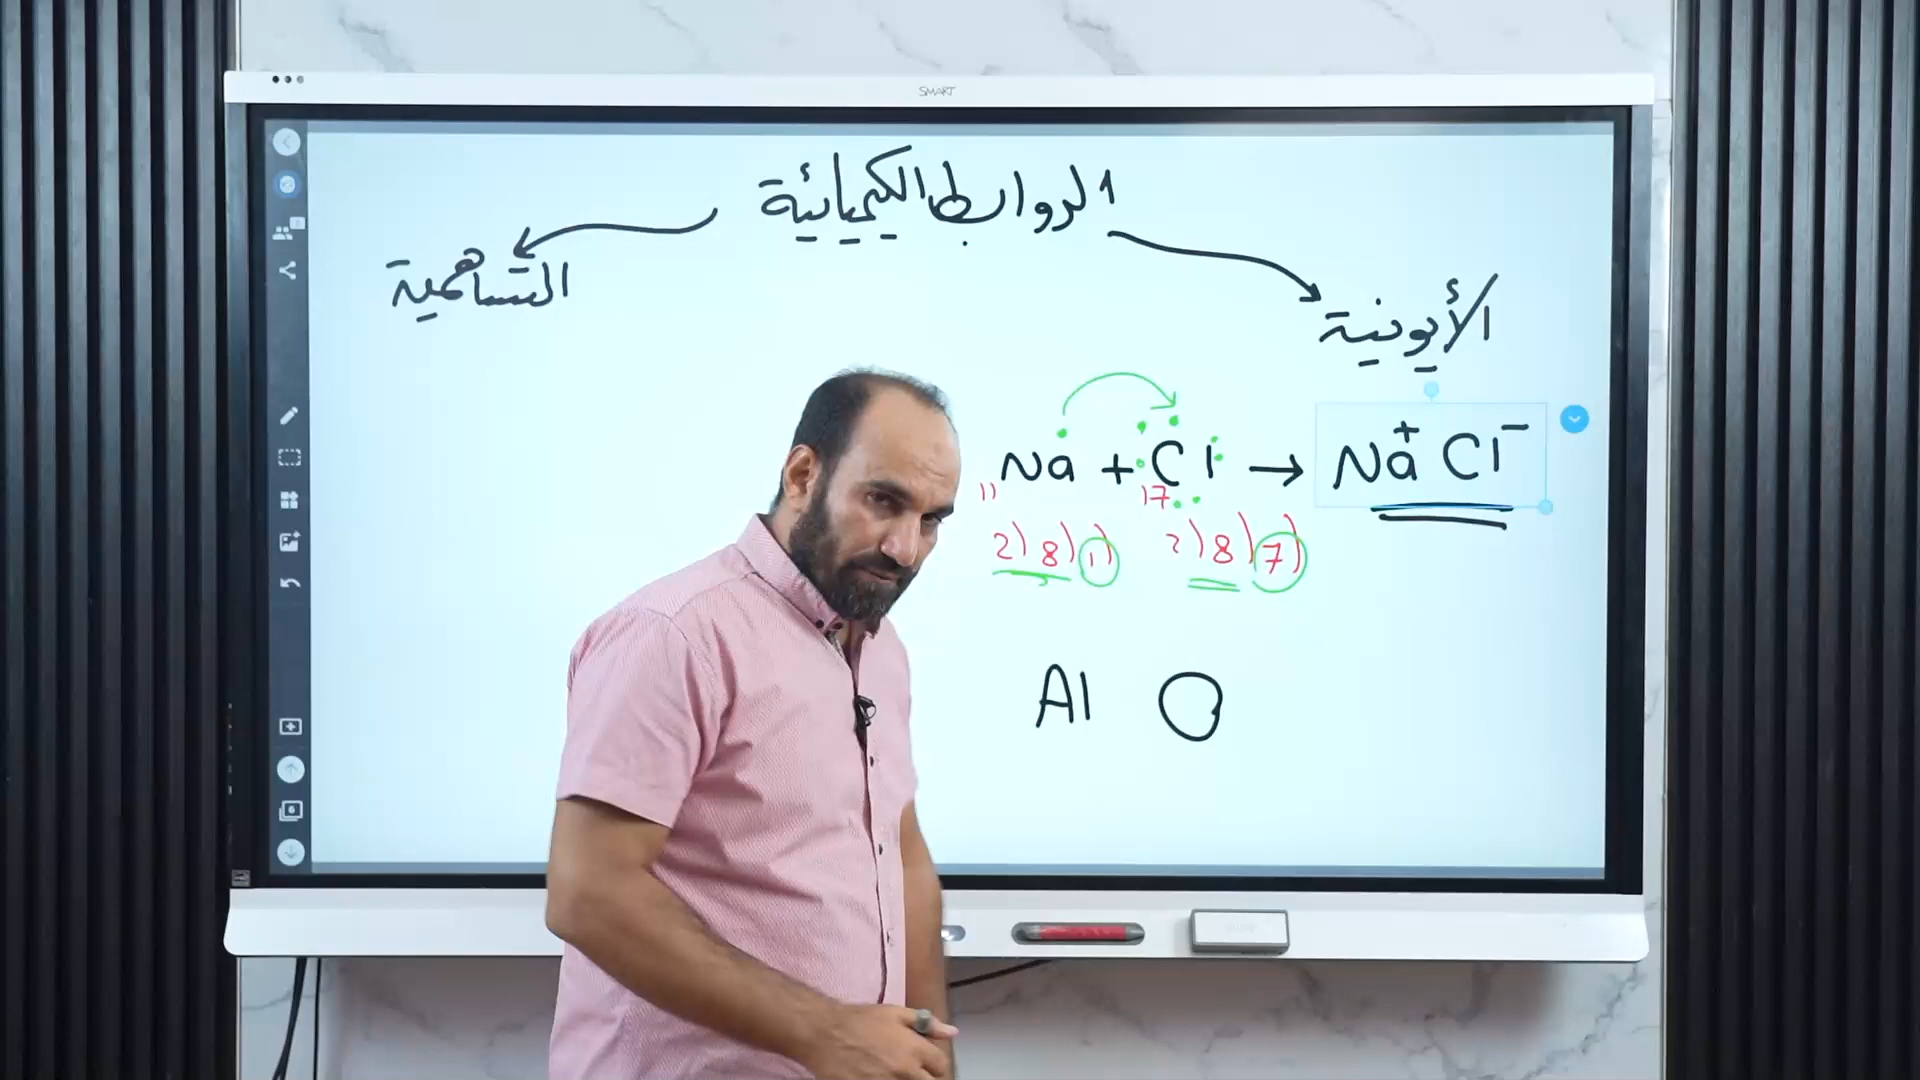 SMART
الروابط الكيميائية
الأيونية
التساهمية
Na + Cl → Na⁺ Cl⁻
11 17
2) 8) 1) 2) 8) 7)
Al O